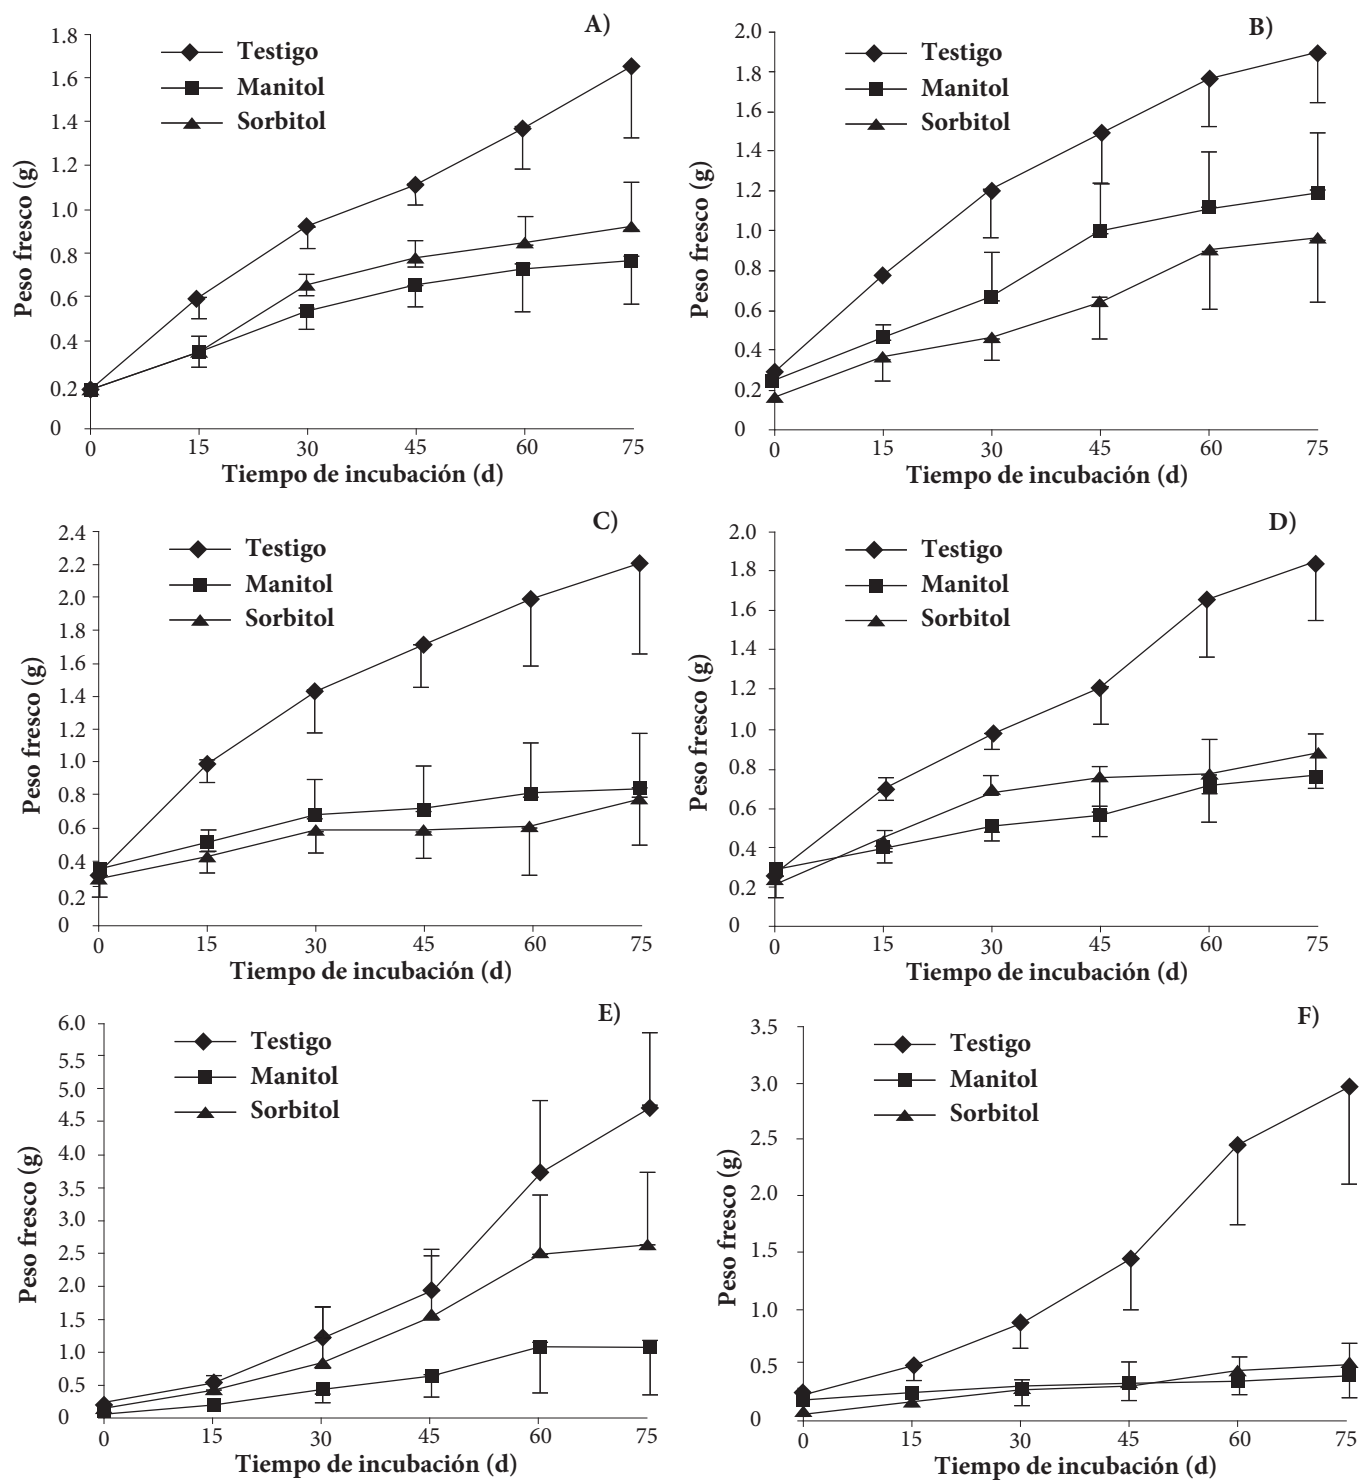 A)
Testigo
Manitol
Sorbitol
Peso fresco (g)
1.8
1.6
1.4
1.2
1.0
0.8
0.6
0.4
0.2
0
0 15 30 45 60 75
Tiempo de incubación (d)
B)
Testigo
Manitol
Sorbitol
Peso fresco (g)
2.0
1.8
1.6
1.4
1.2
1.0
0.8
0.6
0.4
0.2
0
0 15 30 45 60 75
Tiempo de incubación (d)
C)
Testigo
Manitol
Sorbitol
Peso fresco (g)
2.4
2.2
2.0
1.8
1.6
1.4
1.2
1.0
0.8
0.6
0.4
0.2
0
0 15 30 45 60 75
Tiempo de incubación (d)
D)
Testigo
Manitol
Sorbitol
Peso fresco (g)
2.0
1.8
1.6
1.4
1.2
1.0
0.8
0.6
0.4
0.2
0
0 15 30 45 60 75
Tiempo de incubación (d)
E)
Testigo
Manitol
Sorbitol
Peso fresco (g)
6.0
5.5
5.0
4.5
4.0
3.5
3.0
2.5
2.0
1.5
1.0
0.5
0
0 15 30 45 60 75
Tiempo de incubación (d)
F)
Testigo
Manitol
Sorbitol
Peso fresco (g)
3.5
3.0
2.5
2.0
1.5
1.0
0.5
0
0 15 30 45 60 75
Tiempo de incubación (d)